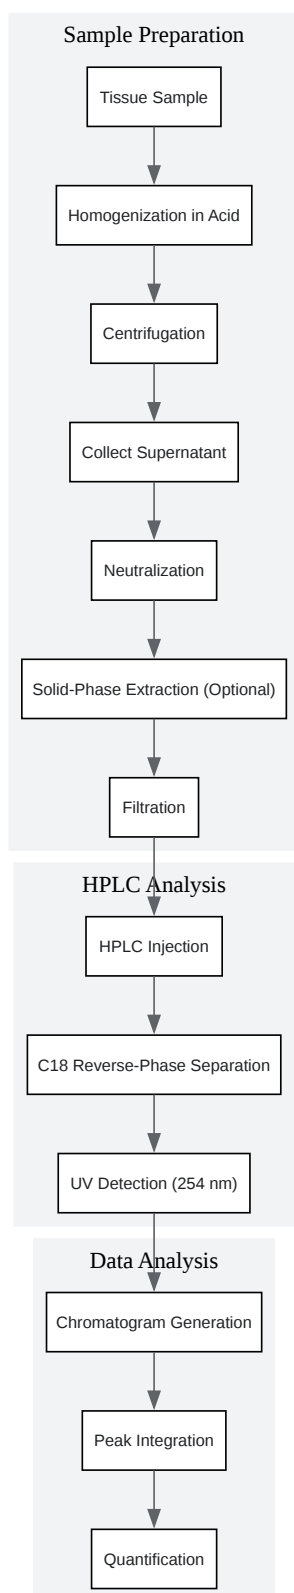 Sample Preparation
Tissue Sample
Homogenization in Acid
Centrifugation
Collect Supernatant
Neutralization
Solid-Phase Extraction (Optional)
Filtration
HPLC Analysis
HPLC Injection
C18 Reverse-Phase Separation
UV Detection (254 nm)
Data Analysis
Chromatogram Generation
Peak Integration
Quantification